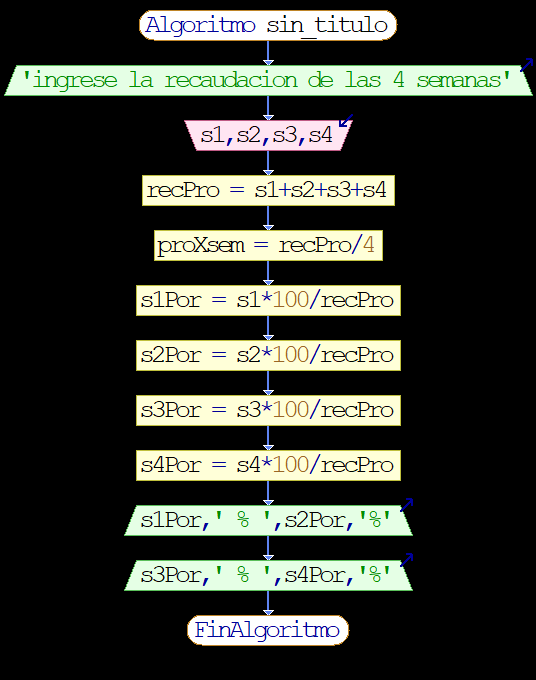 Algoritmo sin_titulo
'ingrese la recaudacion de las 4 semanas'
s1,s2,s3,s4
recPro = s1+s2+s3+s4
proXsem = recPro/4
s1Por = s1*100/recPro
s2Por = s2*100/recPro
s3Por = s3*100/recPro
s4Por = s4*100/recPro
s1Por,' % ',s2Por,'%'
s3Por,' % ',s4Por,'%'
FinAlgoritmo